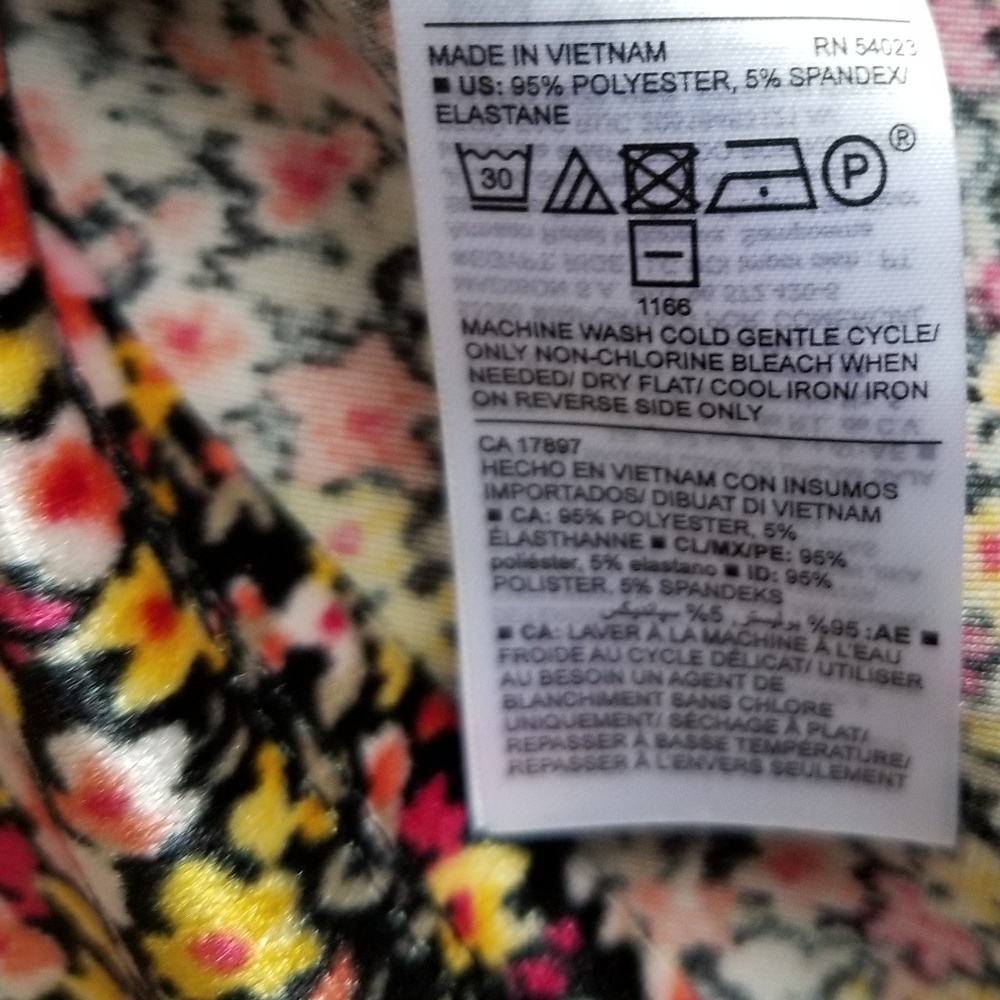 MADE IN VIETNAM RN 54023
■ US: 95% POLYESTER, 5% SPANDEX/
ELASTANE
30 P ®
1166
MACHINE WASH COLD GENTLE CYCLE/
ONLY NON-CHLORINE BLEACH WHEN
NEEDED/ DRY FLAT/ COOL IRON/ IRON
ON REVERSE SIDE ONLY
CA 17897
HECHO EN VIETNAM CON INSUMOS
IMPORTADOS/ DIBUAT DI VIETNAM
■ CA: 95% POLYESTER, 5%
ÉLASTHANNE ■ CL/MX/PE: 95%
poliéster, 5% elastano ■ ID: 95%
POLISTER, 5% SPANDEKS
■ AE: 95% 5%
■ CA: LAVER À LA MACHINE À L'EAU
FROIDE AU CYCLE DÉLICAT/ UTILISER
AU BESOIN UN AGENT DE
BLANCHIMENT SANS CHLORE
UNIQUEMENT/ SÉCHAGE À PLAT/
REPASSER À BASSE TEMPÉRATURE/
REPASSER À L'ENVERS SEULEMENT